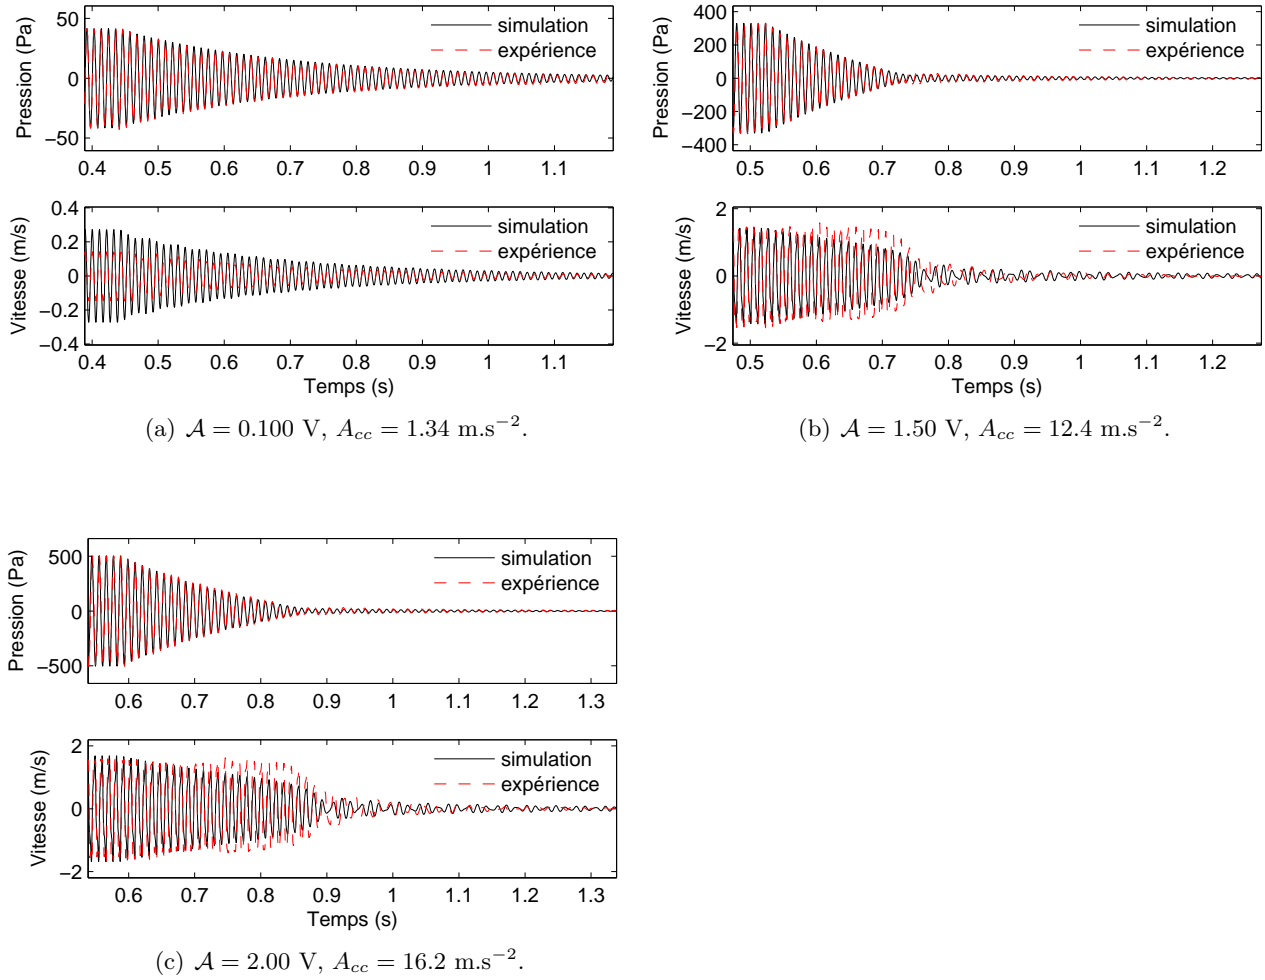 50
0
−50
Pression (Pa)
simulation
expérience
0.4 0.5 0.6 0.7 0.8 0.9 1 1.1
0.4
0.2
0
−0.2
−0.4
Vitesse (m/s)
simulation
expérience
0.4 0.5 0.6 0.7 0.8 0.9 1 1.1
Temps (s)
(a) A = 0.100 V, Acc = 1.34 m.s−2.
400
200
0
−200
−400
Pression (Pa)
simulation
expérience
0.5 0.6 0.7 0.8 0.9 1 1.1 1.2
2
0
−2
Vitesse (m/s)
simulation
expérience
0.5 0.6 0.7 0.8 0.9 1 1.1 1.2
Temps (s)
(b) A = 1.50 V, Acc = 12.4 m.s−2.
500
0
−500
Pression (Pa)
simulation
expérience
0.6 0.7 0.8 0.9 1 1.1 1.2 1.3
2
0
−2
Vitesse (m/s)
simulation
expérience
0.6 0.7 0.8 0.9 1 1.1 1.2 1.3
Temps (s)
(c) A = 2.00 V, Acc = 16.2 m.s−2.